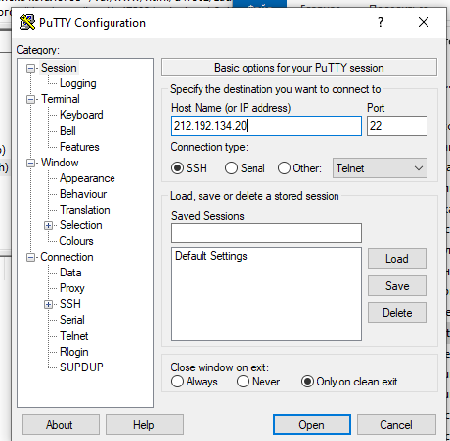 PuTTY Configuration
?
Category:
Session
Logging
Terminal
Keyboard
Bell
Features
Window
Appearance
Behaviour
Translation
Selection
Colours
Connection
Data
Proxy
SSH
Serial
Telnet
Rlogin
SUPDUP
Basic options for your PuTTY session
Specify the destination you want to connect to
Host Name (or IP address) Port
212.192.134.20 22
Connection type:
SSH Serial Other: Telnet
Load, save or delete a stored session
Saved Sessions
Default Settings
Load
Save
Delete
Close window on exit:
Always Never Only on clean exit
About Help Open Cancel